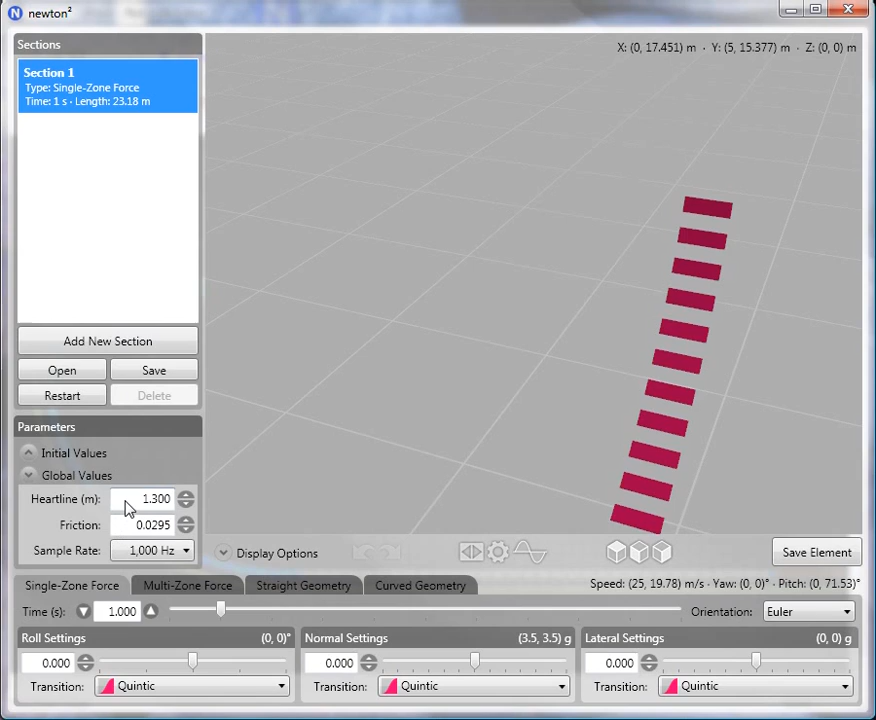 newton²
Sections
X: (0, 17.451) m · Y: (5, 15.377) m · Z: (0, 0) m
Section 1
Type: Single-Zone Force
Time: 1 s · Length: 23.18 m
Add New Section
Open
Save
Restart
Delete
Parameters
Initial Values
Global Values
Heartline (m): 1.300
Friction: 0.0295
Sample Rate: 1,000 Hz
Display Options
Save Element
Single-Zone Force
Multi-Zone Force
Straight Geometry
Curved Geometry
Speed: (25, 19.78) m/s · Yaw: (0, 0)° · Pitch: (0, 71.53)°
Time (s): 1.000
Orientation: Euler
Roll Settings (0, 0)°
0.000
Transition: Quintic
Normal Settings (3.5, 3.5) g
0.000
Transition: Quintic
Lateral Settings (0, 0) g
0.000
Transition: Quintic